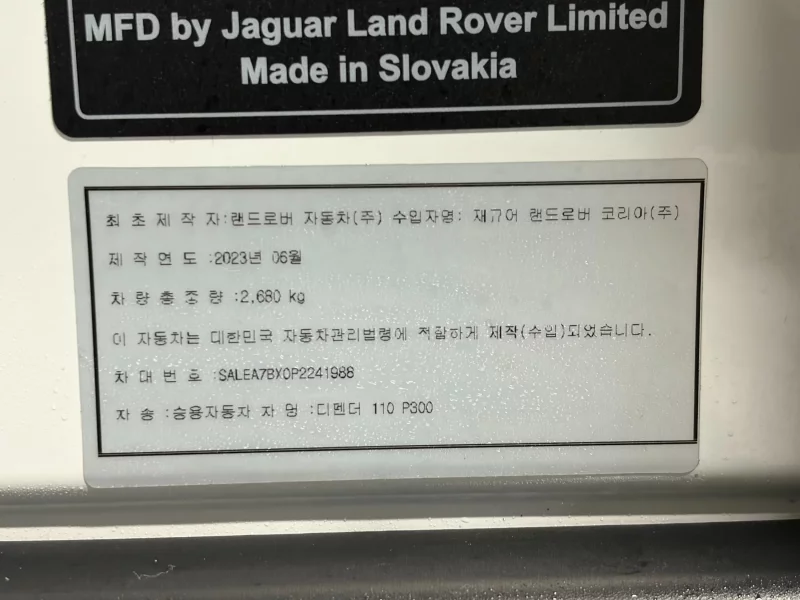 MFD by Jaguar Land Rover Limited
Made in Slovakia
최 초 제 작 자:랜드로버 자동차(주) 수입자명: 재규어 랜드로버 코리아(주)
제 작 연 도 :2023년 06월
차 량 총 중 량 :2,680 kg
이 자동차는 대한민국 자동차관리법령에 적합하게 제작(수입)되었습니다.
차 대 번 호 :SALEA7BX0P2241988
차 종 :승용자동차 차 명 :디펜더 110 P300